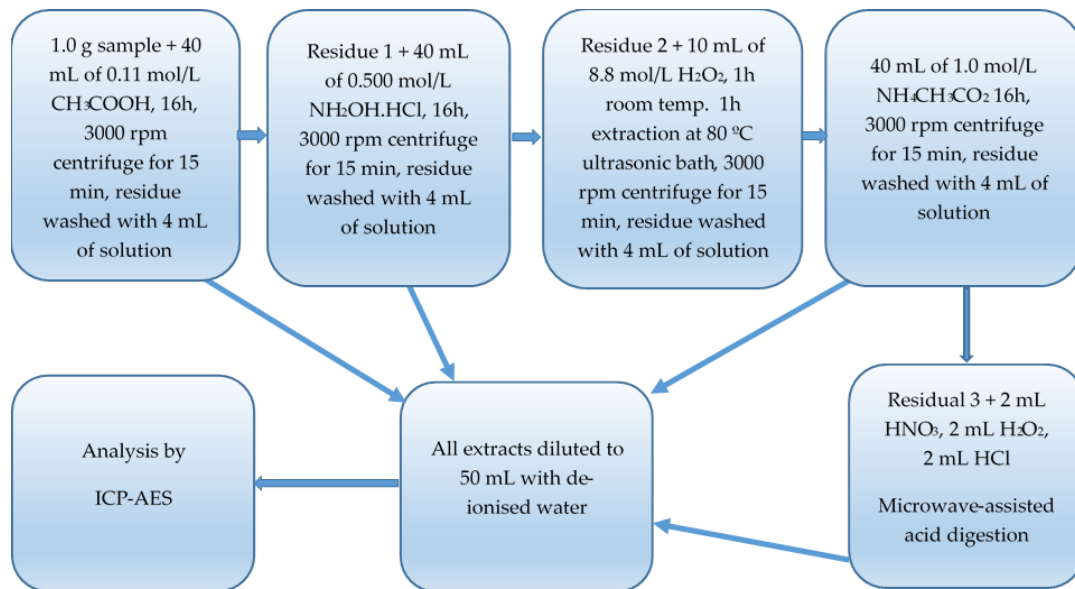 1.0 g sample + 40
mL of 0.11 mol/L
CH₃COOH, 16h,
3000 rpm
centrifuge for 15
min, residue
washed with 4 mL
of solution
Residue 1 + 40 mL
of 0.500 mol/L
NH₂OH.HCl, 16h,
3000 rpm centrifuge
for 15 min, residue
washed with 4 mL
of solution
Residue 2 + 10 mL of
8.8 mol/L H₂O₂, 1h
room temp. 1h
extraction at 80 ºC
ultrasonic bath, 3000
rpm centrifuge for 15
min, residue washed
with 4 mL of solution
40 mL of 1.0 mol/L
NH₄CH₃CO₂ 16h,
3000 rpm centrifuge
for 15 min, residue
washed with 4 mL of
solution
Analysis by
ICP-AES
All extracts diluted to
50 mL with de-
ionised water
Residual 3 + 2 mL
HNO₃, 2 mL H₂O₂,
2 mL HCl
Microwave-assisted
acid digestion